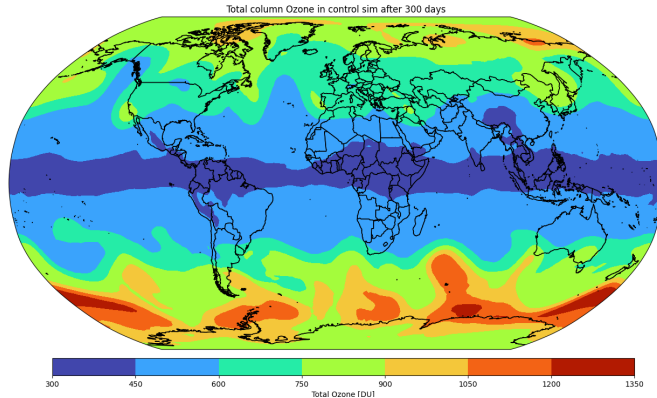 Total column Ozone in control sim after 300 days
300 450 600 750 900 1050 1200 1350
Total Ozone [DU]